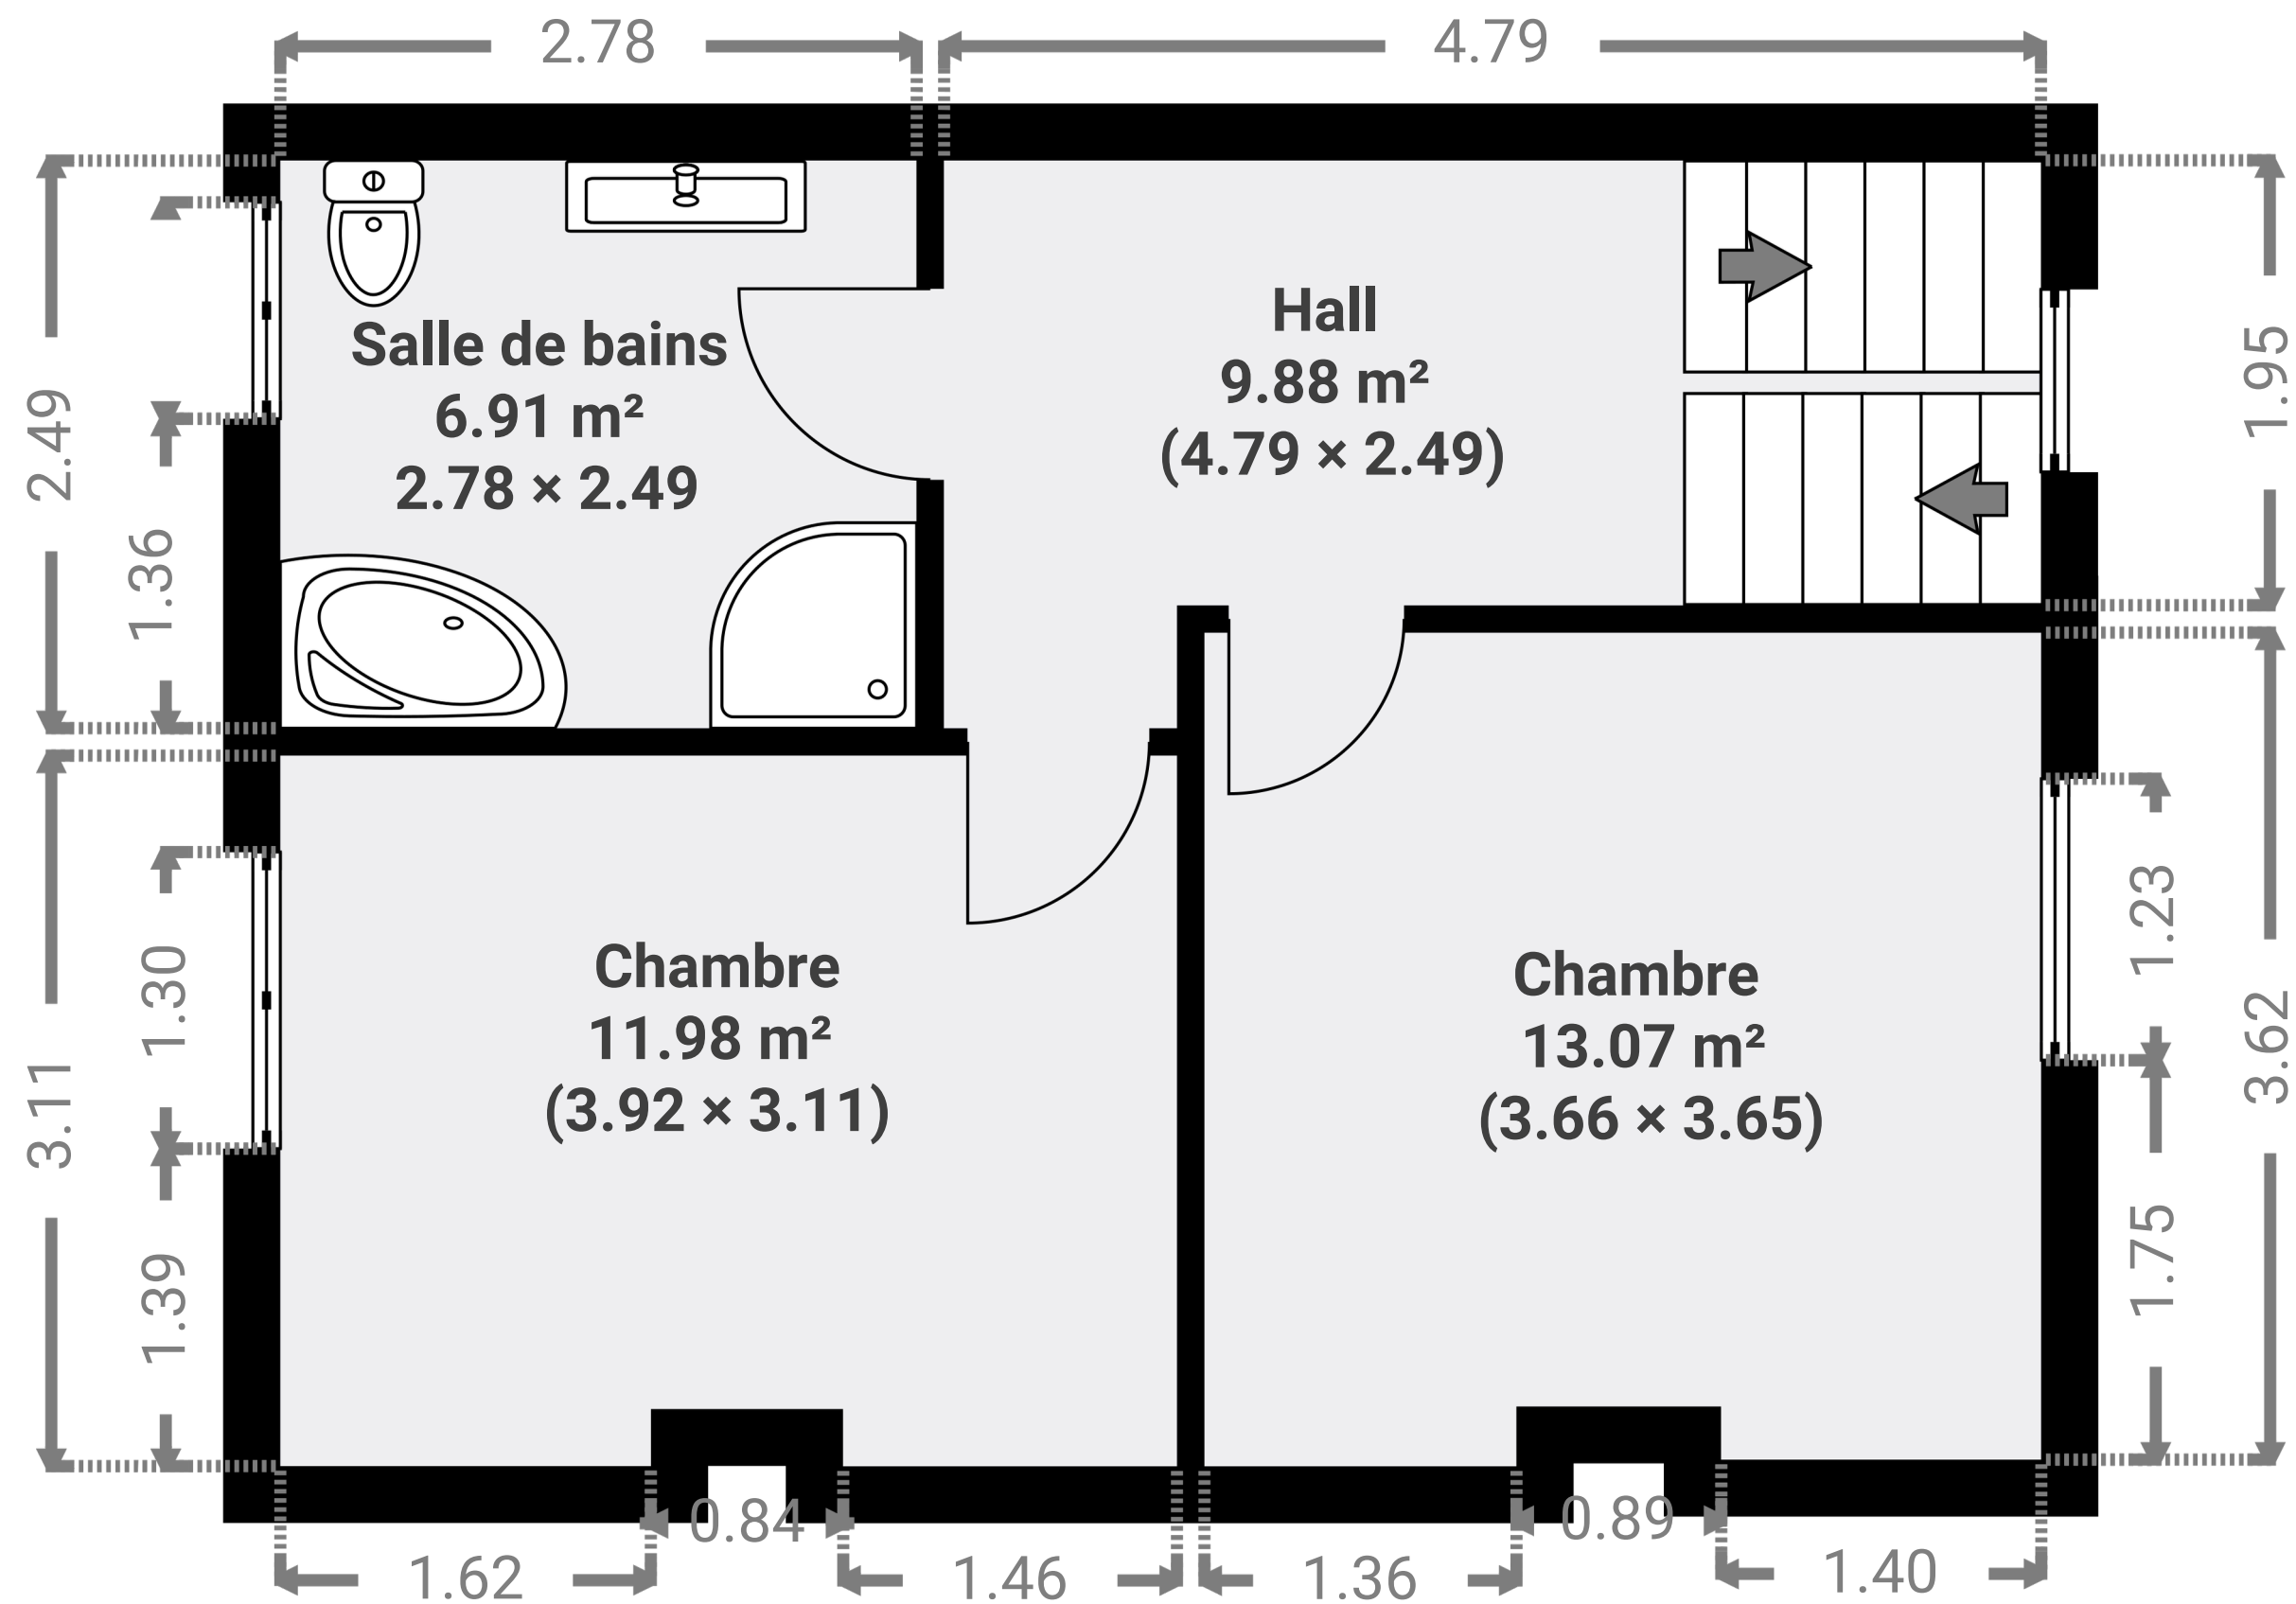 2.78
4.79
Salle de bains
6.91 m²
2.78 × 2.49
Hall
9.88 m²
(4.79 × 2.49)
2.49
1.36
1.95
Chambre
11.98 m²
(3.92 × 3.11)
Chambre
13.07 m²
(3.66 × 3.65)
3.11
1.30
1.39
1.23
3.62
1.75
0.84
0.89
1.62
1.46
1.36
1.40